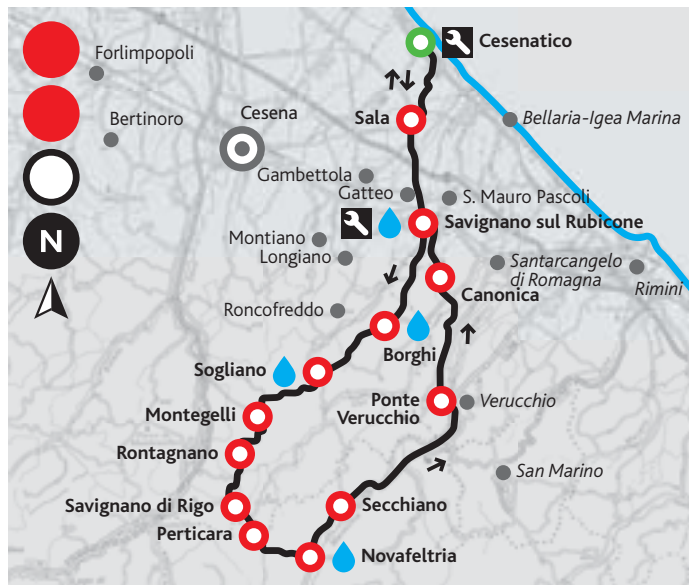 Forlimpopoli
Cesenatico
Bertinoro
Cesena
Sala
Bellaria-Igea Marina
Gambettola
Gatteo
S. Mauro Pascoli
Savignano sul Rubicone
N
Montiano
Longiano
Santarcangelo
di Romagna
Rimini
Canonica
Roncofreddo
Borghi
Sogliano
Ponte
Verucchio
Verucchio
Montegelli
Rontagnano
San Marino
Savignano di Rigo
Secchiano
Perticara
Novafeltria